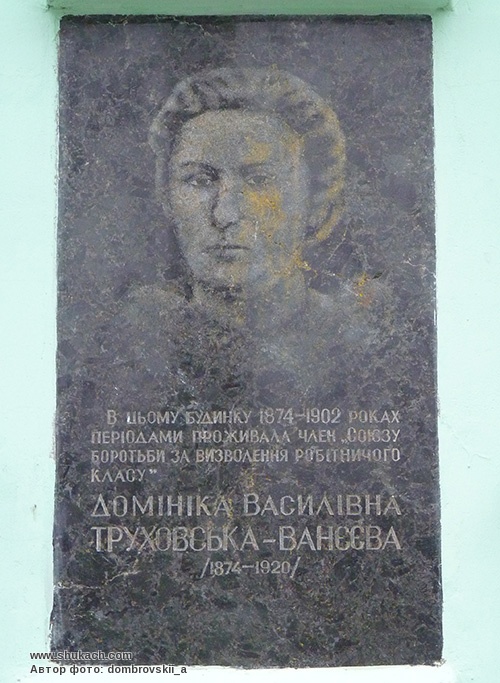 В цьому будинку 1874-1902 роках
періодами проживала член „Союзу
боротьби за визволення робітничого
класу"
Домініка Василівна
Труховська-Ванєєва
/1874-1920/
www.shukach.com
Автор фото: dombrovskii_a